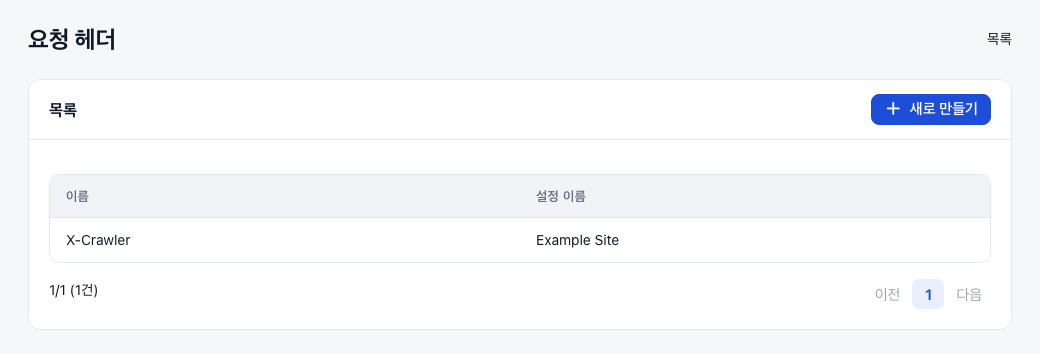 요청 헤더
목록
목록
새로 만들기
이름 설정 이름
X-Crawler Example Site
1/1 (1건)
이전 1 다음